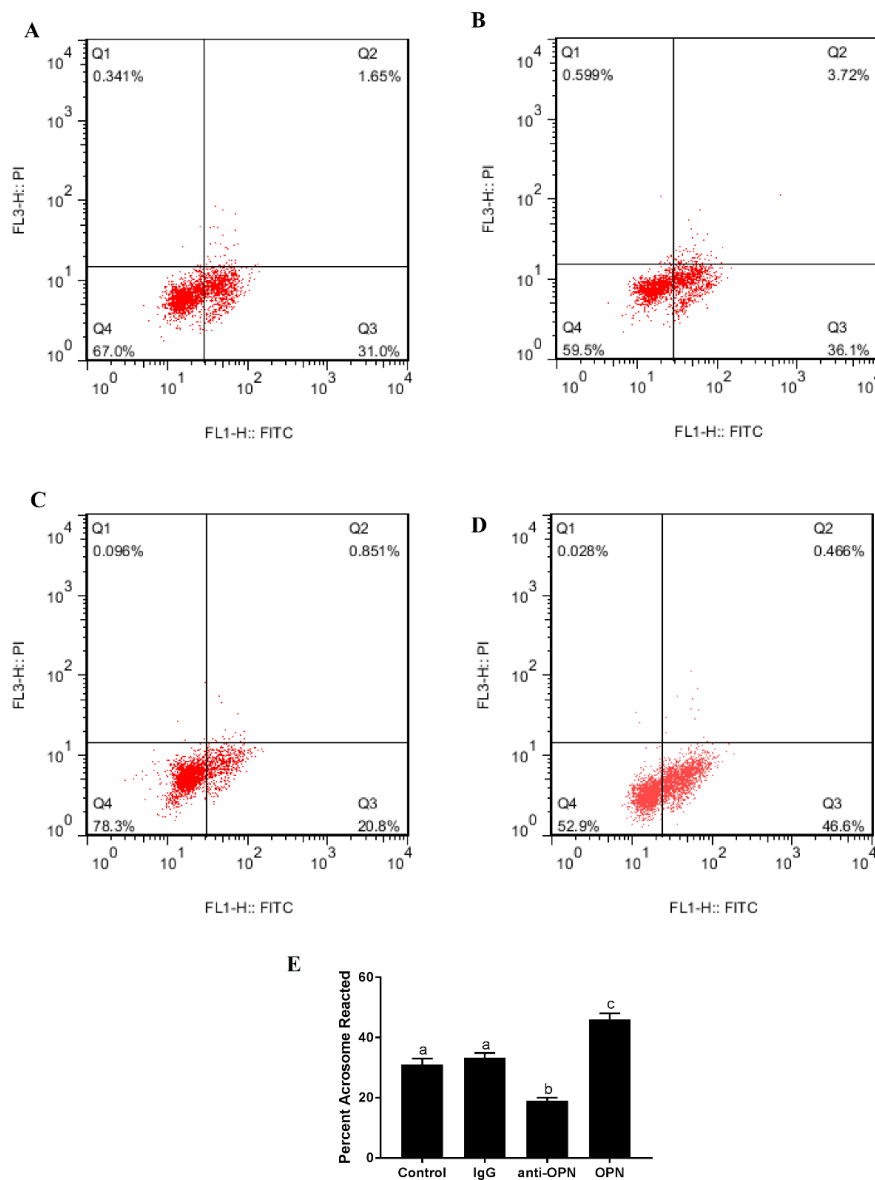 A
Q1 Q2
0.341% 1.65%
10^4
10^3
10^2
10^1
10^0
FL3-H:: PI
Q4 Q3
67.0% 31.0%
10^0 10^1 10^2 10^3 10^4
FL1-H:: FITC
B
Q1 Q2
0.599% 3.72%
10^4
10^3
10^2
10^1
10^0
FL3-H:: PI
Q4 Q3
59.5% 36.1%
10^0 10^1 10^2 10^3 10^4
FL1-H:: FITC
C
Q1 Q2
0.096% 0.851%
10^4
10^3
10^2
10^1
10^0
FL3-H:: PI
Q4 Q3
78.3% 20.8%
10^0 10^1 10^2 10^3 10^4
FL1-H:: FITC
D
Q1 Q2
0.028% 0.466%
10^4
10^3
10^2
10^1
10^0
FL3-H:: PI
Q4 Q3
52.9% 46.6%
10^0 10^1 10^2 10^3 10^4
FL1-H:: FITC
E
Percent Acrosome Reacted
60
40
20
0
a a b c
Control IgG anti-OPN OPN